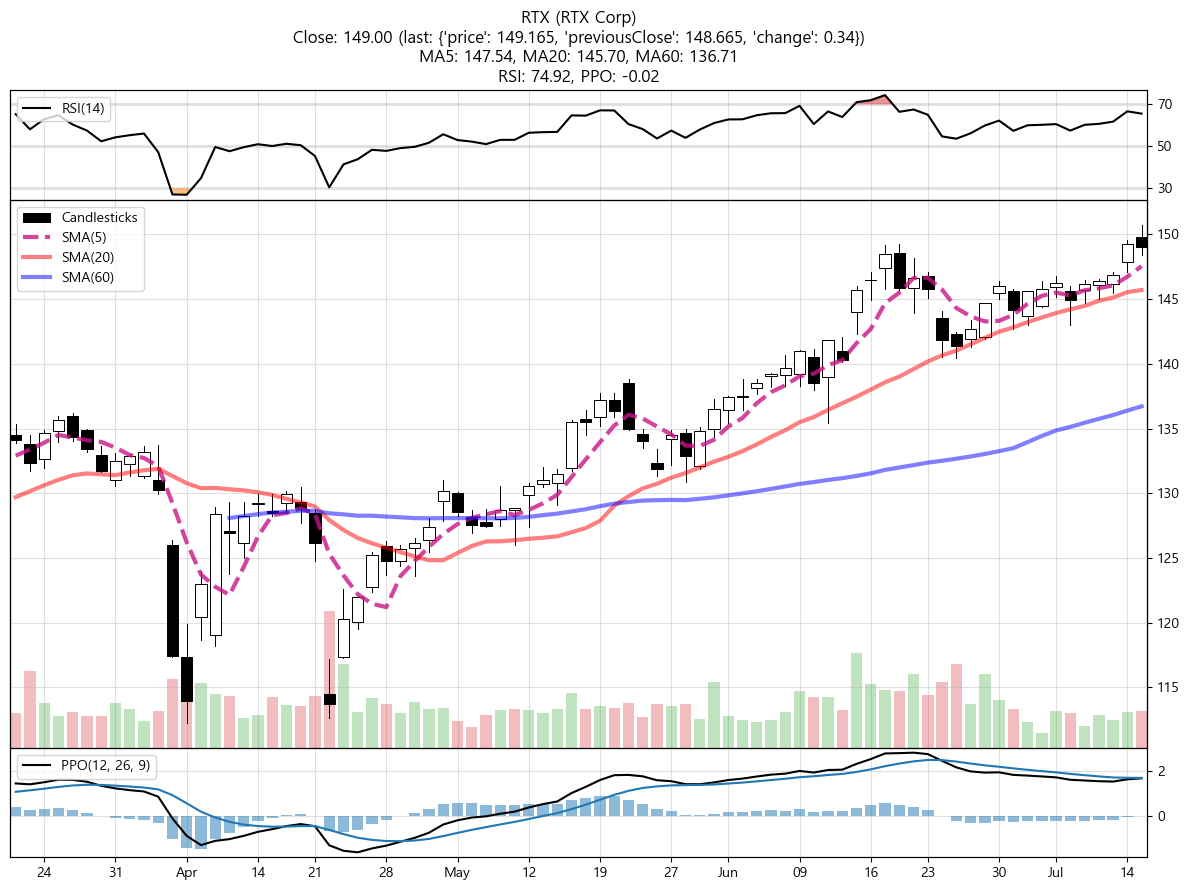 RTX (RTX Corp)
Close: 149.00 (last: {'price': 149.165, 'previousClose': 148.665, 'change': 0.34})
MA5: 147.54, MA20: 145.70, MA60: 136.71
RSI: 74.92, PPO: -0.02
RSI(14)
70
50
30
Candlesticks
SMA(5)
SMA(20)
SMA(60)
150
145
140
135
130
125
120
115
PPO(12, 26, 9)
2
0
24 31 Apr 14 21 28 May 12 19 27 Jun 09 16 23 30 Jul 14